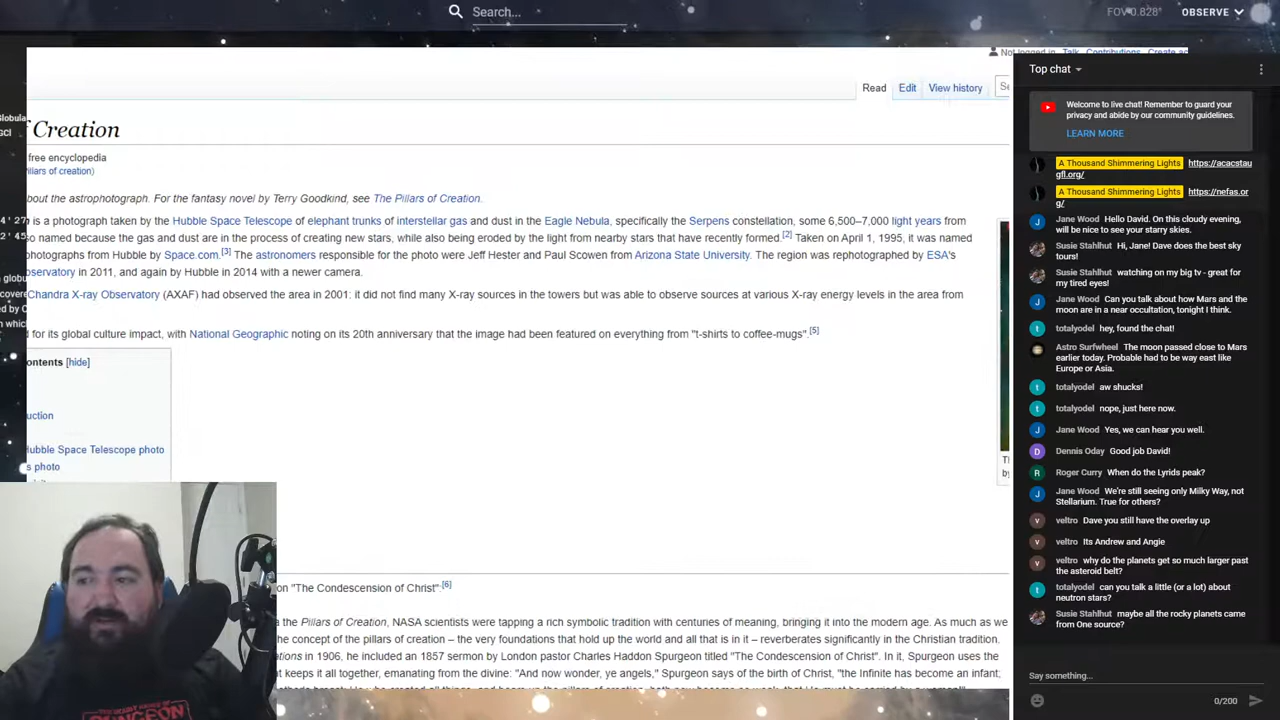 Search...
FOV 0.828°
OBSERVE
Not logged in Talk Contributions Create ac
Read Edit View history
f Creation
free encyclopedia
illars of creation)
bout the astrophotograph. For the fantasy novel by Terry Goodkind, see The Pillars of Creation.
is a photograph taken by the Hubble Space Telescope of elephant trunks of interstellar gas and dust in the Eagle Nebula, specifically the Serpens constellation, some 6,500–7,000 light years from
so named because the gas and dust are in the process of creating new stars, while also being eroded by the light from nearby stars that have recently formed.[2] Taken on April 1, 1995, it was named
photographs from Hubble by Space.com.[3] The astronomers responsible for the photo were Jeff Hester and Paul Scowen from Arizona State University. The region was rephotographed by ESA's
servatory in 2011, and again by Hubble in 2014 with a newer camera.
Chandra X-ray Observatory (AXAF) had observed the area in 2001: it did not find many X-ray sources in the towers but was able to observe sources at various X-ray energy levels in the area from
d for its global culture impact, with National Geographic noting on its 20th anniversary that the image had been featured on everything from "t-shirts to coffee-mugs".[5]
ontents [hide]
uction
Hubble Space Telescope photo
s photo
on "The Condescension of Christ".[6]
the Pillars of Creation, NASA scientists were tapping a rich symbolic tradition with centuries of meaning, bringing it into the modern age. As much as we
the concept of the pillars of creation – the very foundations that hold up the world and all that is in it – reverberates significantly in the Christian tradition.
ations in 1906, he included an 1857 sermon by London pastor Charles Haddon Spurgeon titled "The Condescension of Christ". In it, Spurgeon uses the
t keeps it all together, emanating from the divine: "And now wonder, ye angels," Spurgeon says of the birth of Christ, "the Infinite has become an infant;
DUNGEON
Top chat
Welcome to live chat! Remember to guard your
privacy and abide by our community guidelines.
LEARN MORE
A Thousand Shimmering Lights https://acacstau
gfl.org/
A Thousand Shimmering Lights https://nefas.or
g/
Jane Wood Hello David. On this cloudy evening,
will be nice to see your starry skies.
Susie Stahlhut Hi, Jane! Dave does the best sky
tours!
Susie Stahlhut watching on my big tv - great for
my tired eyes!
Jane Wood Can you talk about how Mars and the
moon are in a near occultation, tonight I think.
totalyodel hey, found the chat!
Astro Surfwheel The moon passed close to Mars
earlier today. Probable had to be way east like
Europe or Asia.
totalyodel aw shucks!
totalyodel nope, just here now.
Jane Wood Yes, we can hear you well.
Dennis Oday Good job David!
Roger Curry When do the Lyrids peak?
Jane Wood We're still seeing only Milky Way, not
Stellarium. True for others?
veltro Dave you still have the overlay up
veltro Its Andrew and Angie
veltro why do the planets get so much larger past
the asteroid belt?
totalyodel can you talk a little (or a lot) about
neutron stars?
Susie Stahlhut maybe all the rocky planets came
from One source?
Say something...
0/200